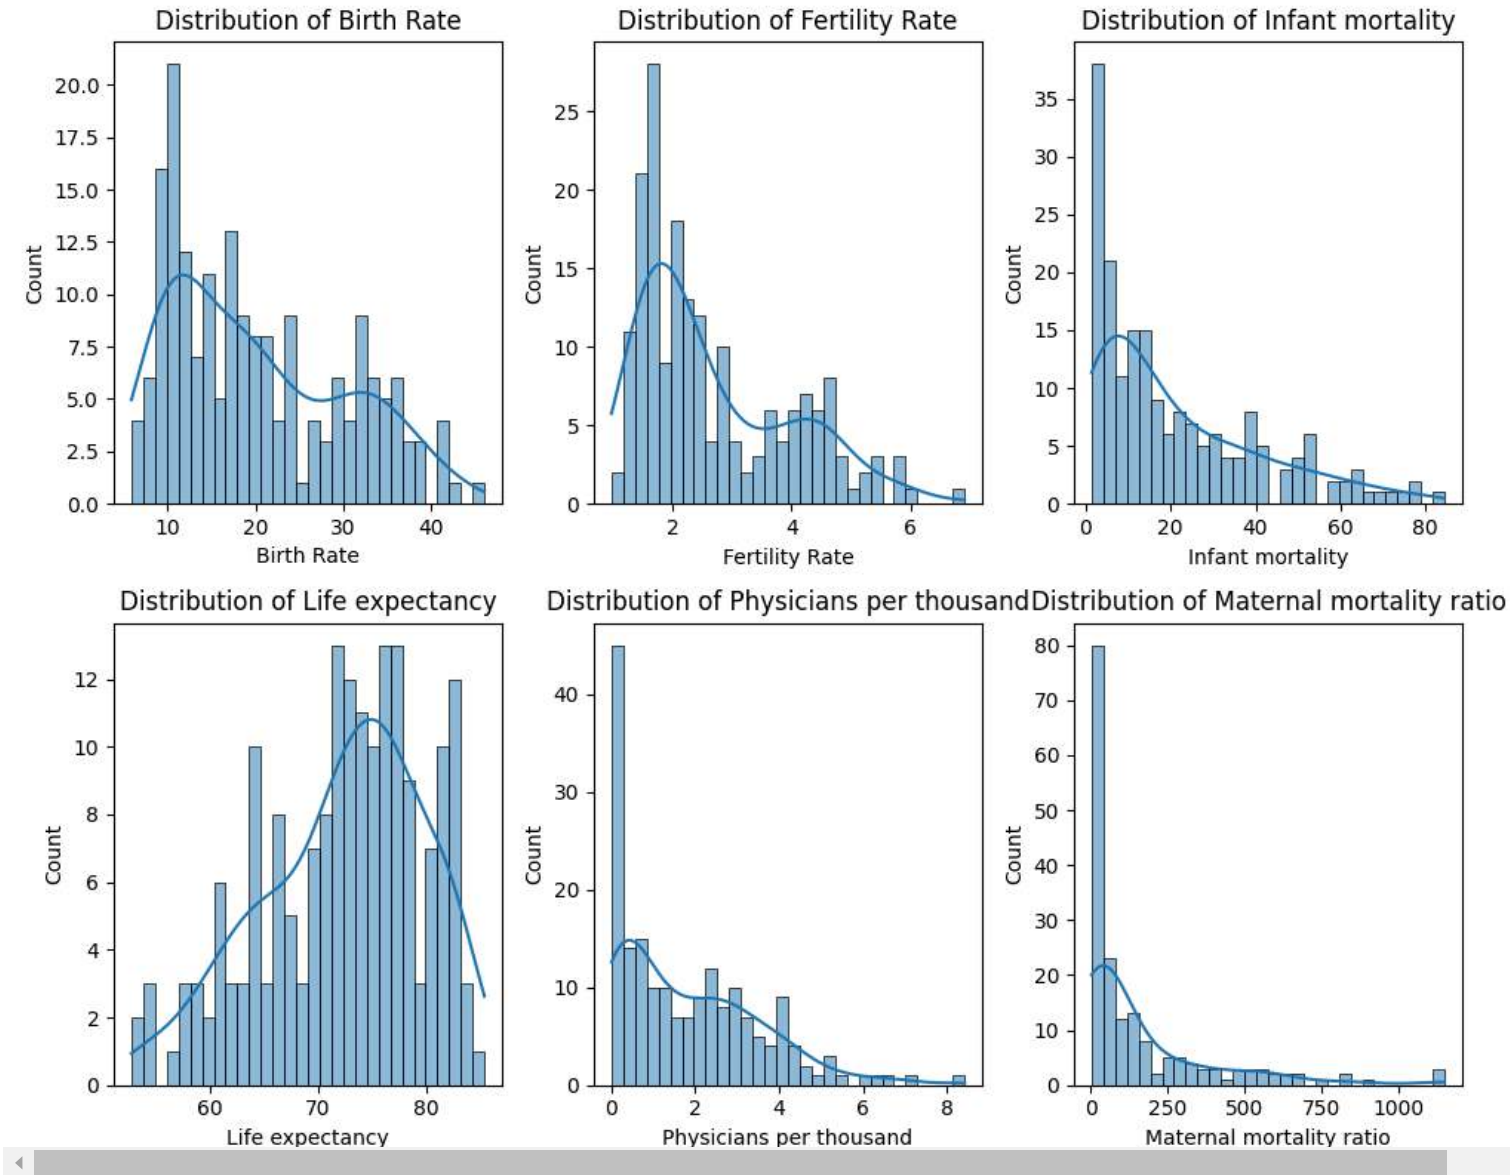 Distribution of Birth Rate
20.0
17.5
15.0
12.5
10.0
7.5
5.0
2.5
0.0
Count
10 20 30 40
Birth Rate
Distribution of Fertility Rate
25
20
15
10
5
0
Count
2 4 6
Fertility Rate
Distribution of Infant mortality
35
30
25
20
15
10
5
0
Count
0 20 40 60 80
Infant mortality
Distribution of Life expectancy
12
10
8
6
4
2
0
Count
60 70 80
Life expectancy
Distribution of Physicians per thousand
40
30
20
10
0
Count
0 2 4 6 8
Physicians per thousand
Distribution of Maternal mortality ratio
80
70
60
50
40
30
20
10
0
Count
0 250 500 750 1000
Maternal mortality ratio